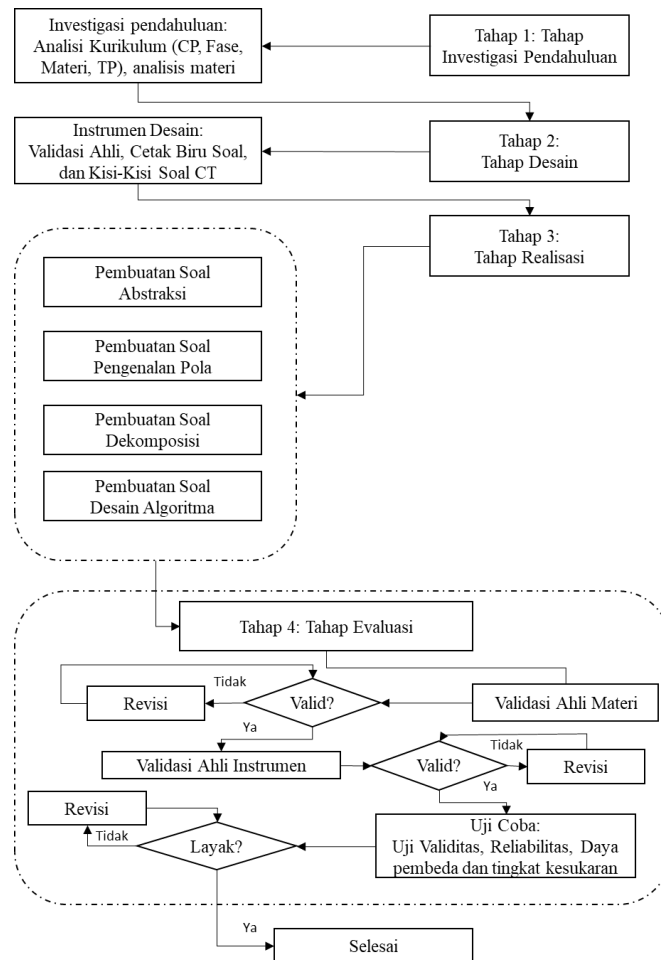 Investigasi pendahuluan:
Analisi Kurikulum (CP, Fase,
Materi, TP), analisis materi
Tahap 1: Tahap
Investigasi Pendahuluan
Instrumen Desain:
Validasi Ahli, Cetak Biru Soal,
dan Kisi-Kisi Soal CT
Tahap 2:
Tahap Desain
Tahap 3:
Tahap Realisasi
Pembuatan Soal
Abstraksi
Pembuatan Soal
Pengenalan Pola
Pembuatan Soal
Dekomposisi
Pembuatan Soal
Desain Algoritma
Tahap 4: Tahap Evaluasi
Tidak
Revisi
Valid?
Validasi Ahli Materi
Ya
Validasi Ahli Instrumen
Valid?
Tidak
Revisi
Ya
Revisi
Tidak
Layak?
Uji Coba:
Uji Validitas, Reliabilitas, Daya
pembeda dan tingkat kesukaran
Ya
Selesai